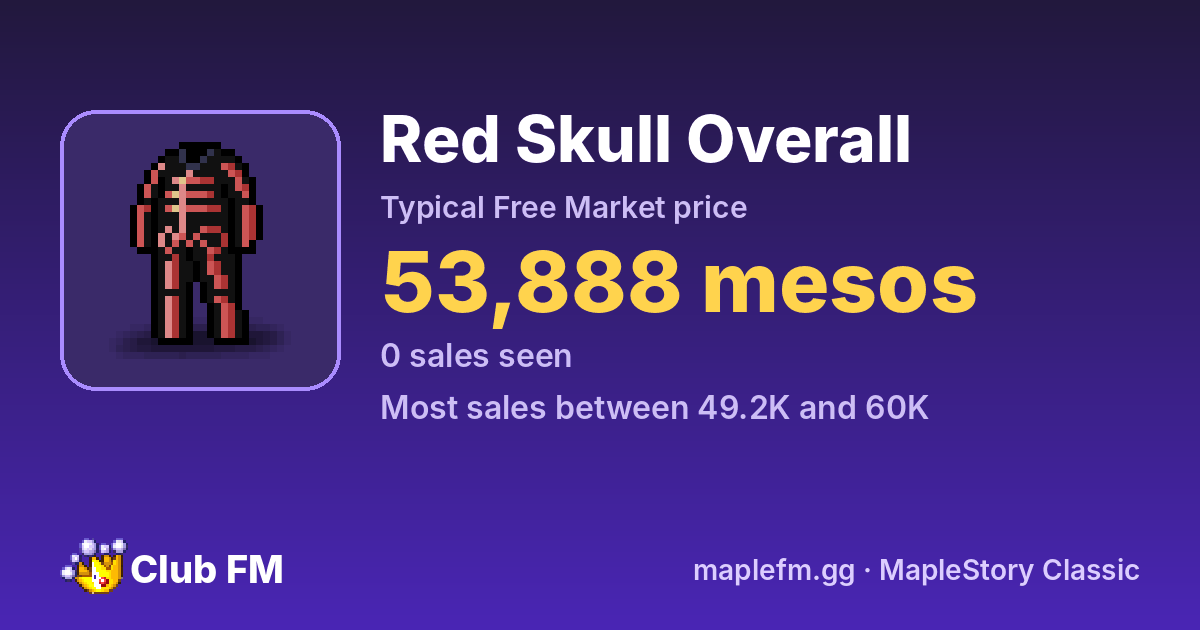 Red Skull Overall
Typical Free Market price
53,888 mesos
0 sales seen
Most sales between 49.2K and 60K
Club FM
maplefm.gg · MapleStory Classic